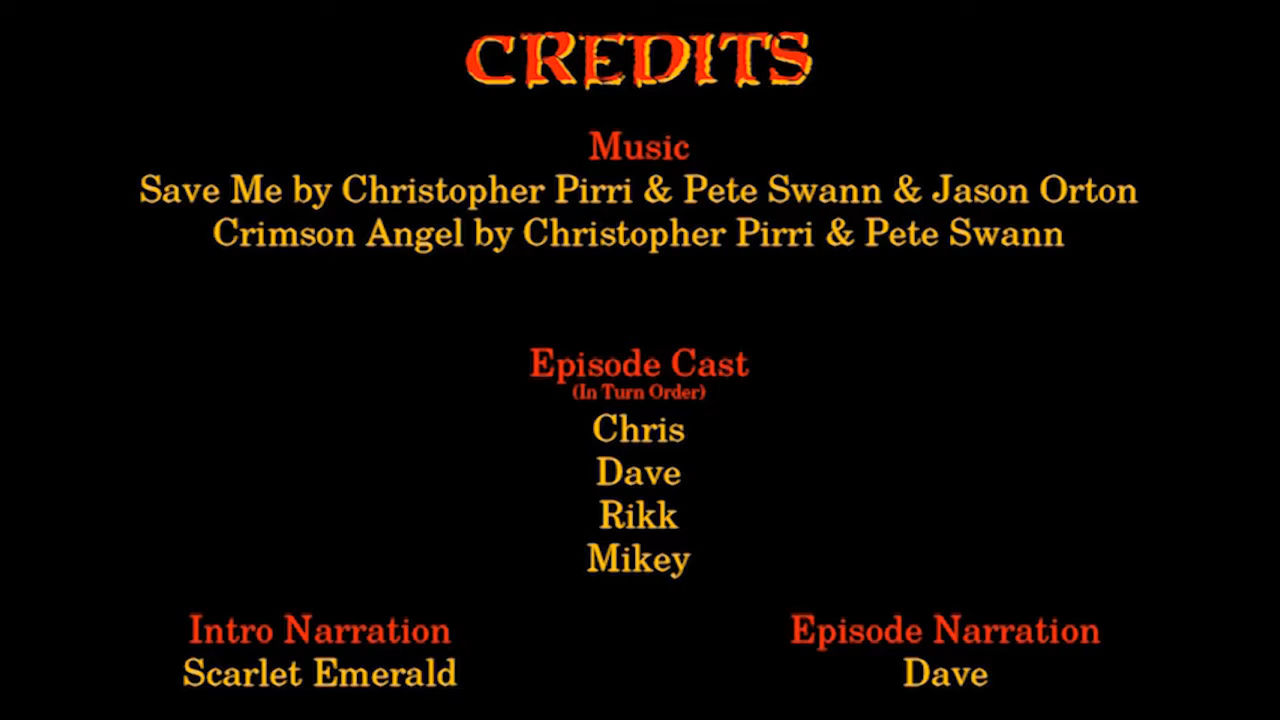 CREDITS
Music
Save Me by Christopher Pirri & Pete Swann & Jason Orton
Crimson Angel by Christopher Pirri & Pete Swann
Episode Cast
(In Turn Order)
Chris
Dave
Rikk
Mikey
Intro Narration
Scarlet Emerald
Episode Narration
Dave